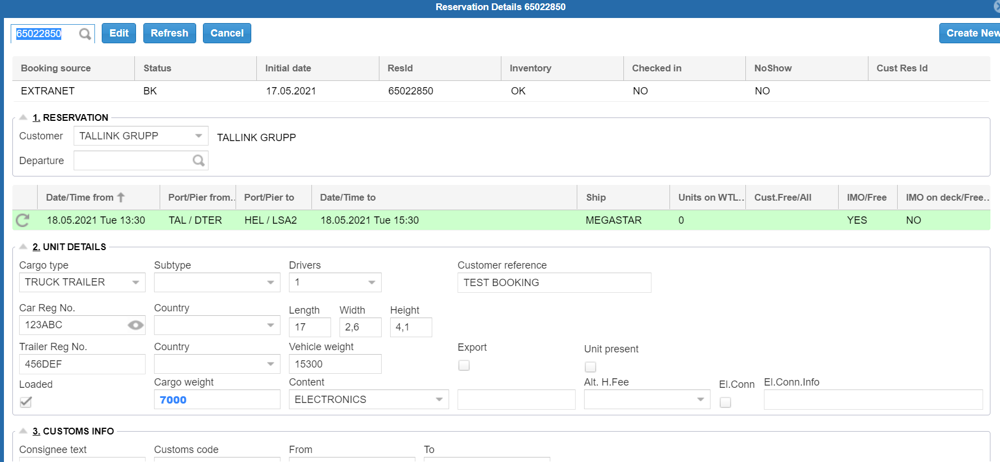 Reservation Details 65022850
65022850 Edit Refresh Cancel Create New
Booking source Status Initial date ResId Inventory Checked in NoShow Cust Res Id
EXTRANET BK 17.05.2021 65022850 OK NO NO
1. RESERVATION
Customer TALLINK GRUPP TALLINK GRUPP
Departure
Date/Time from Port/Pier from.. Port/Pier to Date/Time to Ship Units on WTL.. Cust.Free/All IMO/Free IMO on deck/Free..
18.05.2021 Tue 13:30 TAL / DTER HEL / LSA2 18.05.2021 Tue 15:30 MEGASTAR 0 YES NO
2. UNIT DETAILS
Cargo type Subtype Drivers Customer reference
TRUCK TRAILER 1 TEST BOOKING
Car Reg No. Country Length Width Height
123ABC 17 2,6 4,1
Trailer Reg No. Country Vehicle weight Export Unit present
456DEF 15300
Loaded Cargo weight Content Alt. H.Fee El.Conn El.Conn.Info
7000 ELECTRONICS
3. CUSTOMS INFO
Consignee text Customs code From To